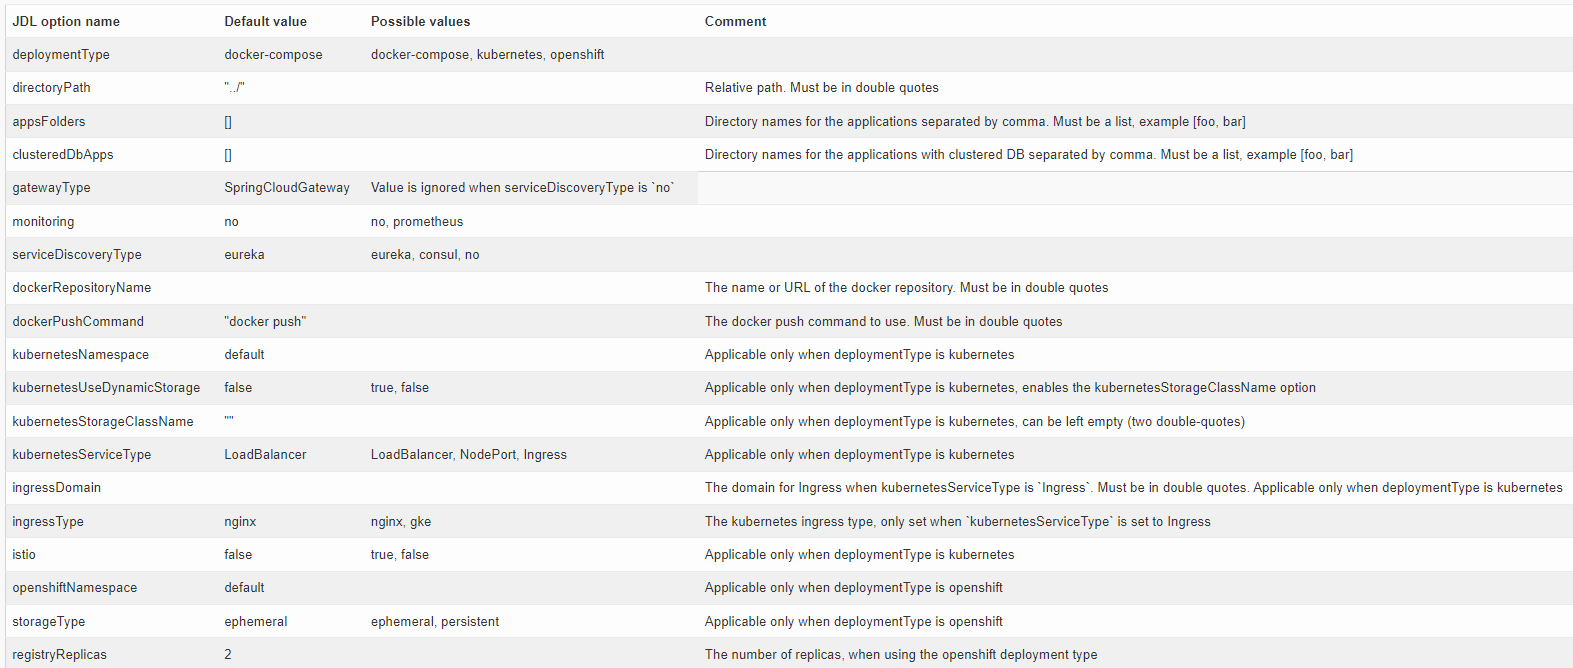 JDL option name Default value Possible values Comment
deploymentType docker-compose docker-compose, kubernetes, openshift
directoryPath "../" Relative path. Must be in double quotes
appsFolders [] Directory names for the applications separated by comma. Must be a list, example [foo, bar]
clusteredDbApps [] Directory names for the applications with clustered DB separated by comma. Must be a list, example [foo, bar]
gatewayType SpringCloudGateway Value is ignored when serviceDiscoveryType is `no`
monitoring no no, prometheus
serviceDiscoveryType eureka eureka, consul, no
dockerRepositoryName The name or URL of the docker repository. Must be in double quotes
dockerPushCommand "docker push" The docker push command to use. Must be in double quotes
kubernetesNamespace default Applicable only when deploymentType is kubernetes
kubernetesUseDynamicStorage false true, false Applicable only when deploymentType is kubernetes, enables the kubernetesStorageClassName option
kubernetesStorageClassName "" Applicable only when deploymentType is kubernetes, can be left empty (two double-quotes)
kubernetesServiceType LoadBalancer LoadBalancer, NodePort, Ingress Applicable only when deploymentType is kubernetes
ingressDomain The domain for Ingress when kubernetesServiceType is `Ingress`. Must be in double quotes. Applicable only when deploymentType is kubernetes
ingressType nginx nginx, gke The kubernetes ingress type, only set when `kubernetesServiceType` is set to Ingress
istio false true, false Applicable only when deploymentType is kubernetes
openshiftNamespace default Applicable only when deploymentType is openshift
storageType ephemeral ephemeral, persistent Applicable only when deploymentType is openshift
registryReplicas 2 The number of replicas, when using the openshift deployment type